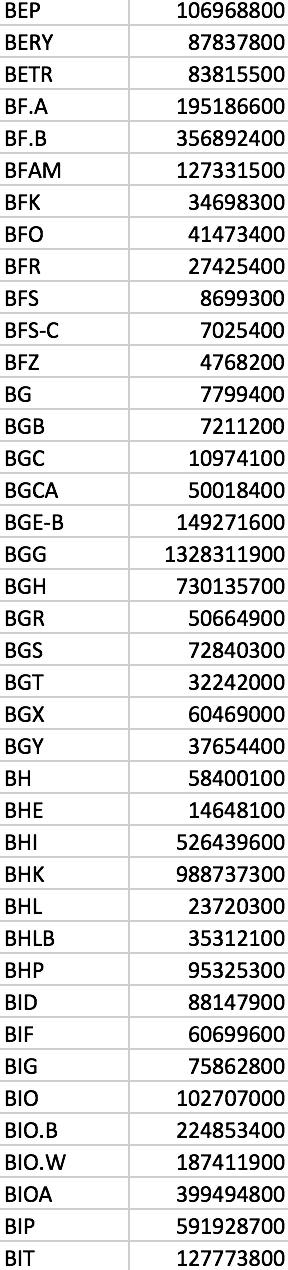 BEP 106968800
BERY 87837800
BETR 83815500
BF.A 195186600
BF.B 356892400
BFAM 127331500
BFK 34698300
BFO 41473400
BFR 27425400
BFS 8699300
BFS-C 7025400
BFZ 4768200
BG 7799400
BGB 7211200
BGC 10974100
BGCA 50018400
BGE-B 149271600
BGG 1328311900
BGH 730135700
BGR 50664900
BGS 72840300
BGT 32242000
BGX 60469000
BGY 37654400
BH 58400100
BHE 14648100
BHI 526439600
BHK 988737300
BHL 23720300
BHLB 35312100
BHP 95325300
BID 88147900
BIF 60699600
BIG 75862800
BIO 102707000
BIO.B 224853400
BIO.W 187411900
BIOA 399494800
BIP 591928700
BIT 127773800